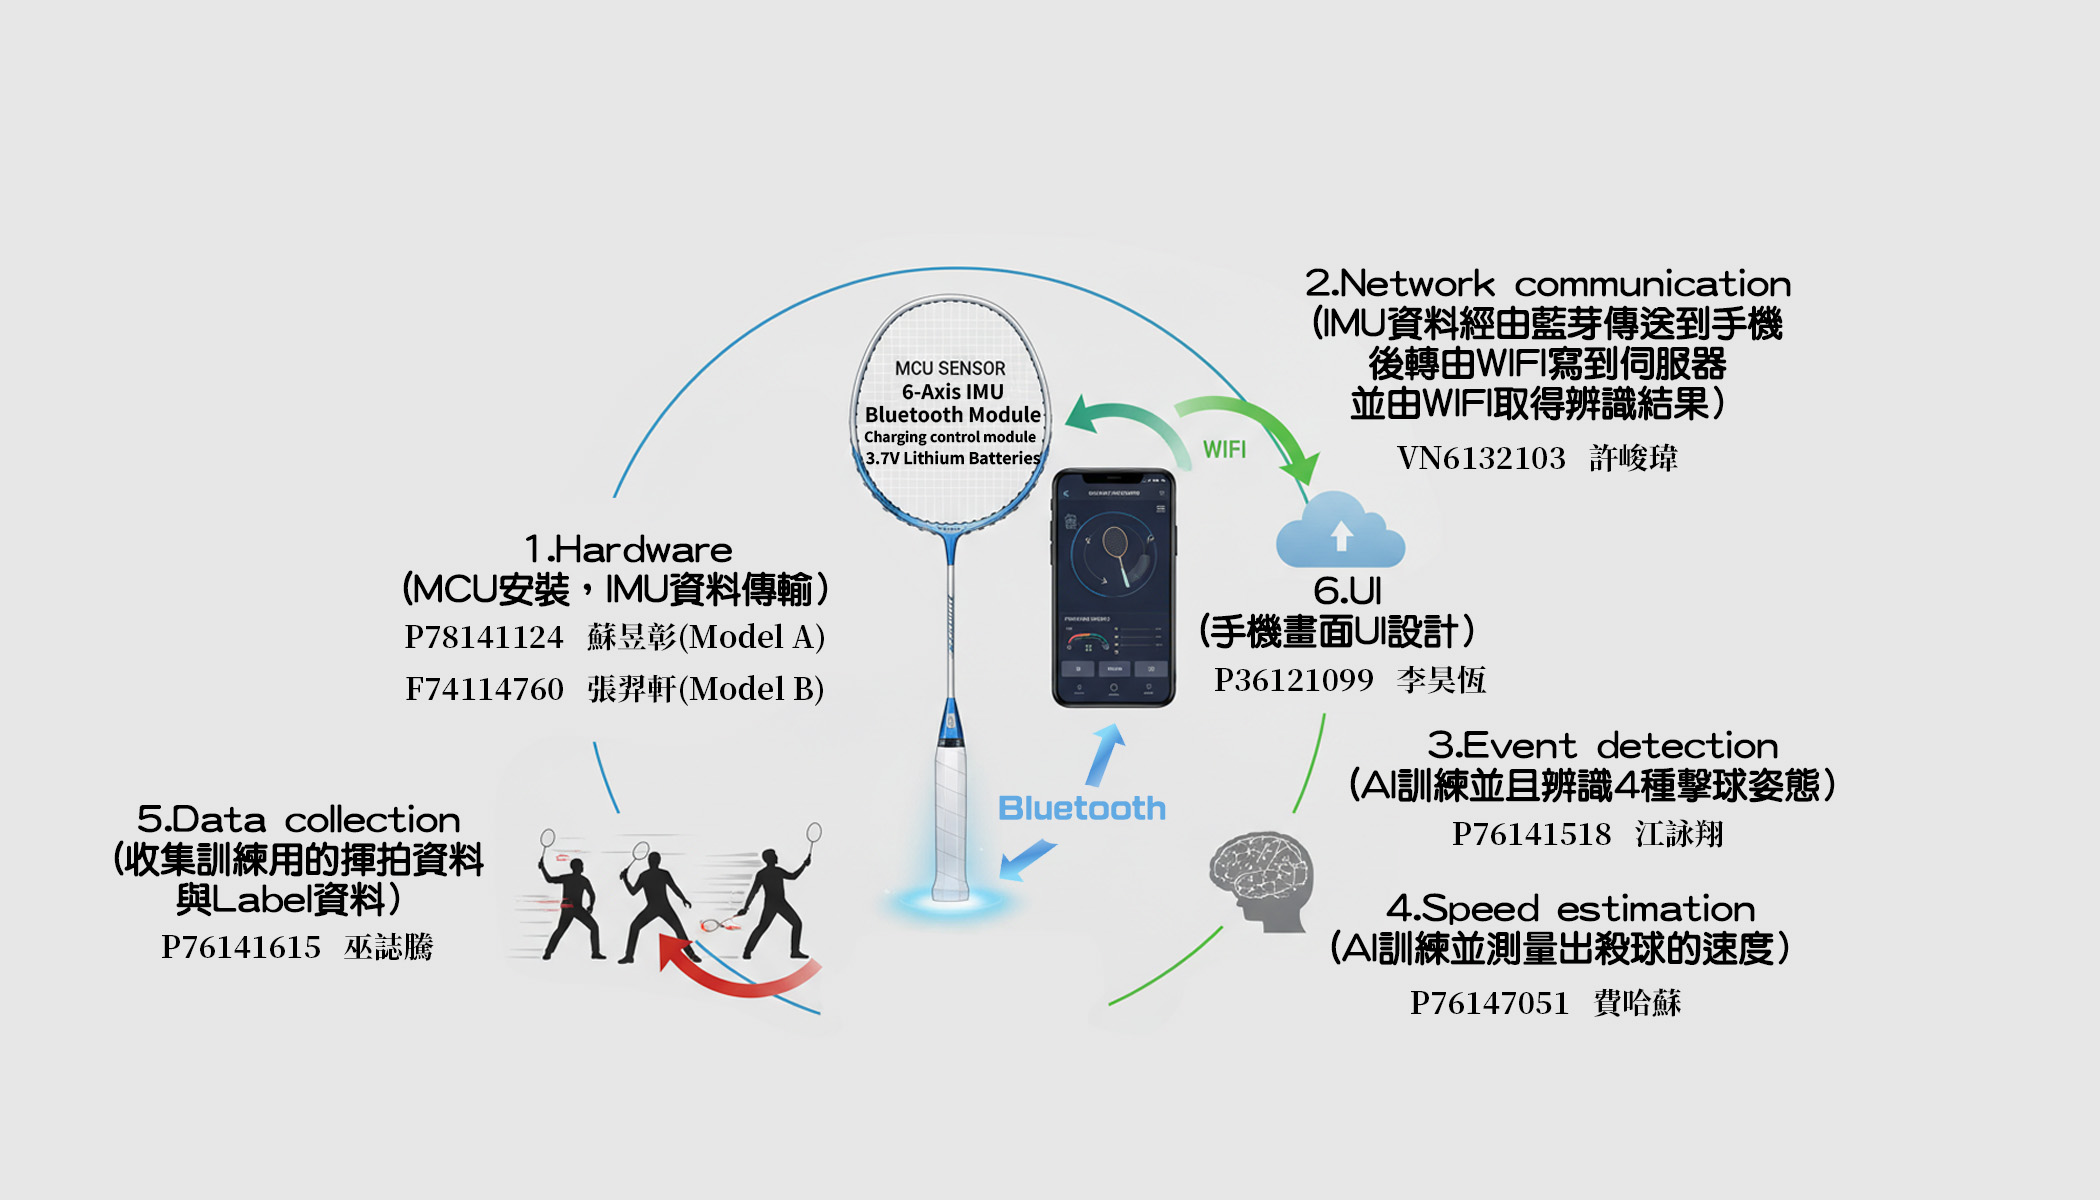 MCU SENSOR
6-Axis IMU
Bluetooth Module
Charging control module
3.7V Lithium Batteries
WIFI
Bluetooth
1.Hardware
(MCU安裝，IMU資料傳輸)
P78141124 蘇昱彰(Model A)
F74114760 張羿軒(Model B)
2.Network communication
(IMU資料經由藍芽傳送到手機
後轉由WIFI寫到伺服器
並由WIFI取得辨識結果)
VN6132103 許峻瑋
6.UI
(手機畫面UI設計)
P36121099 李昊恆
3.Event detection
(AI訓練並且辨識4種擊球姿態)
P76141518 江詠翔
4.Speed estimation
(AI訓練並測量出殺球的速度)
P76147051 費哈蘇
5.Data collection
(收集訓練用的揮拍資料
與Label資料)
P76141615 巫誌騰